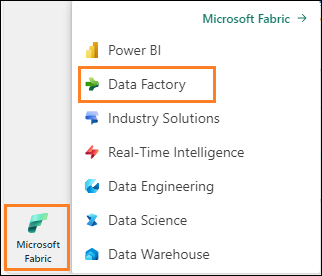 Microsoft Fabric →
Power BI
Data Factory
Industry Solutions
Real-Time Intelligence
Data Engineering
Data Science
Data Warehouse
Microsoft
Fabric